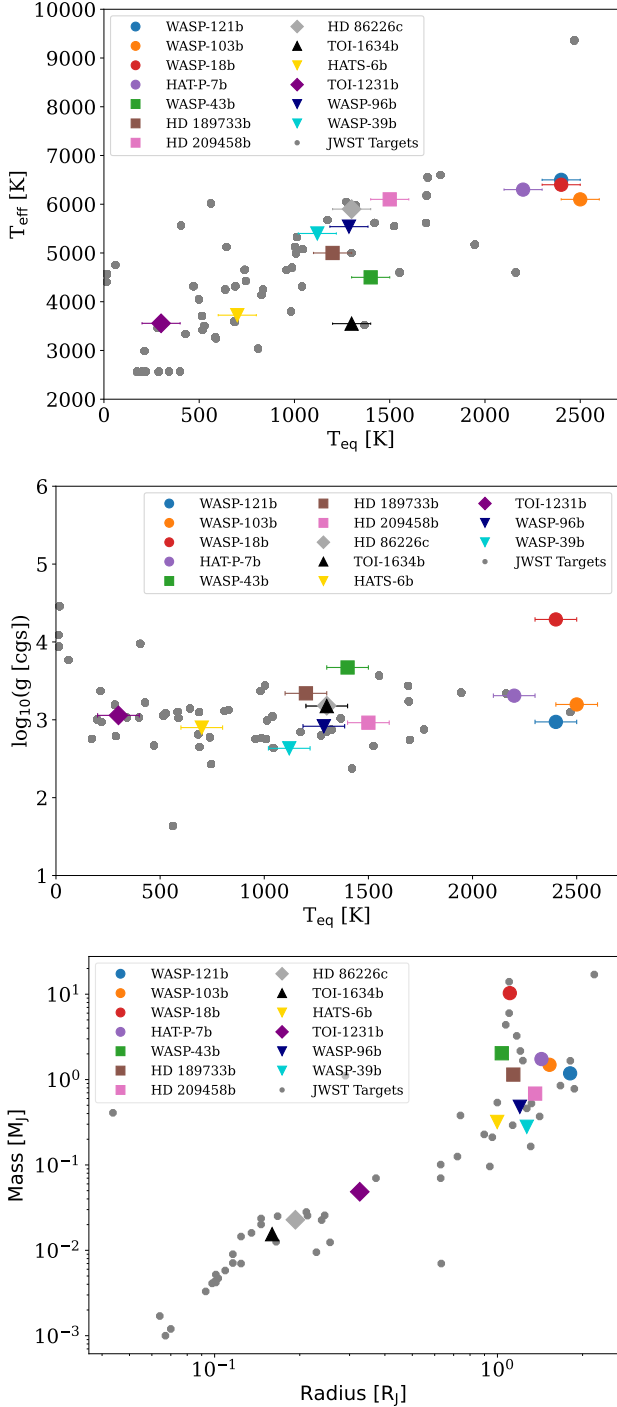 10000
9000
8000
7000
6000
5000
4000
3000
2000
T_eff [K]
WASP-121b
WASP-103b
WASP-18b
HAT-P-7b
WASP-43b
HD 189733b
HD 209458b
HD 86226c
TOI-1634b
HATS-6b
TOI-1231b
WASP-96b
WASP-39b
JWST Targets
0 500 1000 1500 2000 2500
T_eq [K]
6
5
4
3
2
1
log₁₀(g [cgs])
WASP-121b
WASP-103b
WASP-18b
HAT-P-7b
WASP-43b
HD 189733b
HD 209458b
HD 86226c
TOI-1634b
HATS-6b
TOI-1231b
WASP-96b
WASP-39b
JWST Targets
0 500 1000 1500 2000 2500
T_eq [K]
10¹
10⁰
10⁻¹
10⁻²
10⁻³
Mass [M_J]
WASP-121b
WASP-103b
WASP-18b
HAT-P-7b
WASP-43b
HD 189733b
HD 209458b
HD 86226c
TOI-1634b
HATS-6b
TOI-1231b
WASP-96b
WASP-39b
JWST Targets
10⁻¹ 10⁰
Radius [R_J]